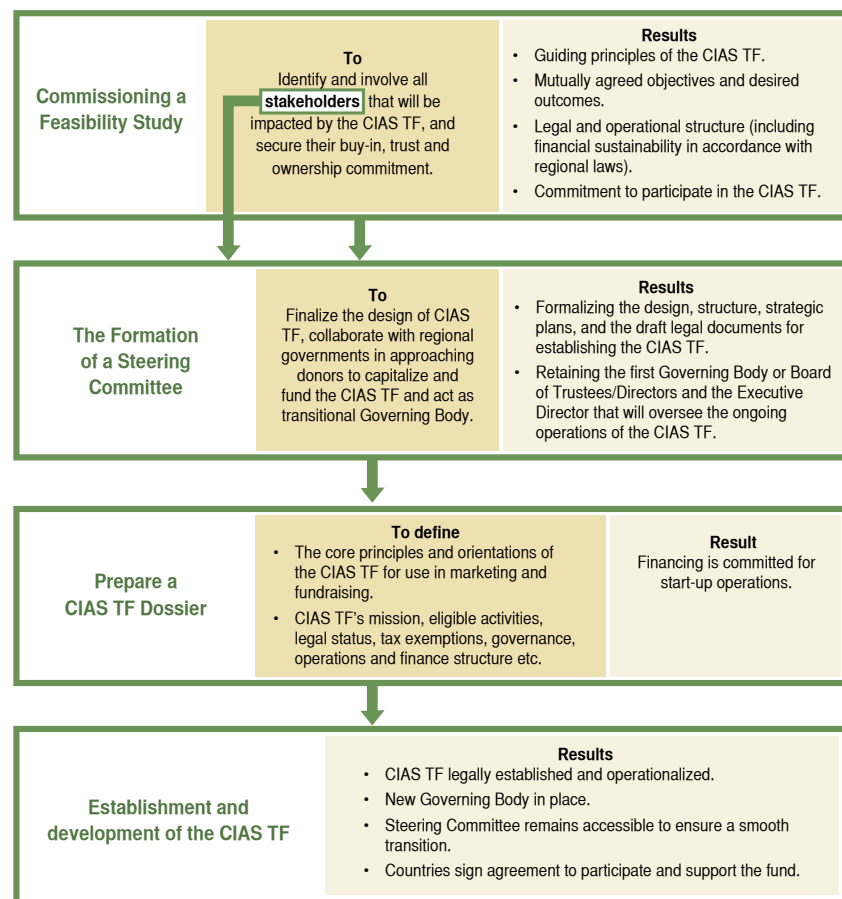 Commissioning a
Feasibility Study
To
Identify and involve all
stakeholders that will be
impacted by the CIAS TF, and
secure their buy-in, trust and
ownership commitment.
Results
• Guiding principles of the CIAS TF.
• Mutually agreed objectives and desired
outcomes.
• Legal and operational structure (including
financial sustainability in accordance with
regional laws).
• Commitment to participate in the CIAS TF.
The Formation
of a Steering
Committee
To
Finalize the design of CIAS
TF, collaborate with regional
governments in approaching
donors to capitalize and
fund the CIAS TF and act as
transitional Governing Body.
Results
• Formalizing the design, structure, strategic
plans, and the draft legal documents for
establishing the CIAS TF.
• Retaining the first Governing Body or Board
of Trustees/Directors and the Executive
Director that will oversee the ongoing
operations of the CIAS TF.
Prepare a
CIAS TF Dossier
To define
• The core principles and orientations of
the CIAS TF for use in marketing and
fundraising.
• CIAS TF's mission, eligible activities,
legal status, tax exemptions, governance,
operations and finance structure etc.
Result
Financing is committed for
start-up operations.
Establishment and
development of the CIAS TF
Results
• CIAS TF legally established and operationalized.
• New Governing Body in place.
• Steering Committee remains accessible to ensure a smooth
transition.
• Countries sign agreement to participate and support the fund.